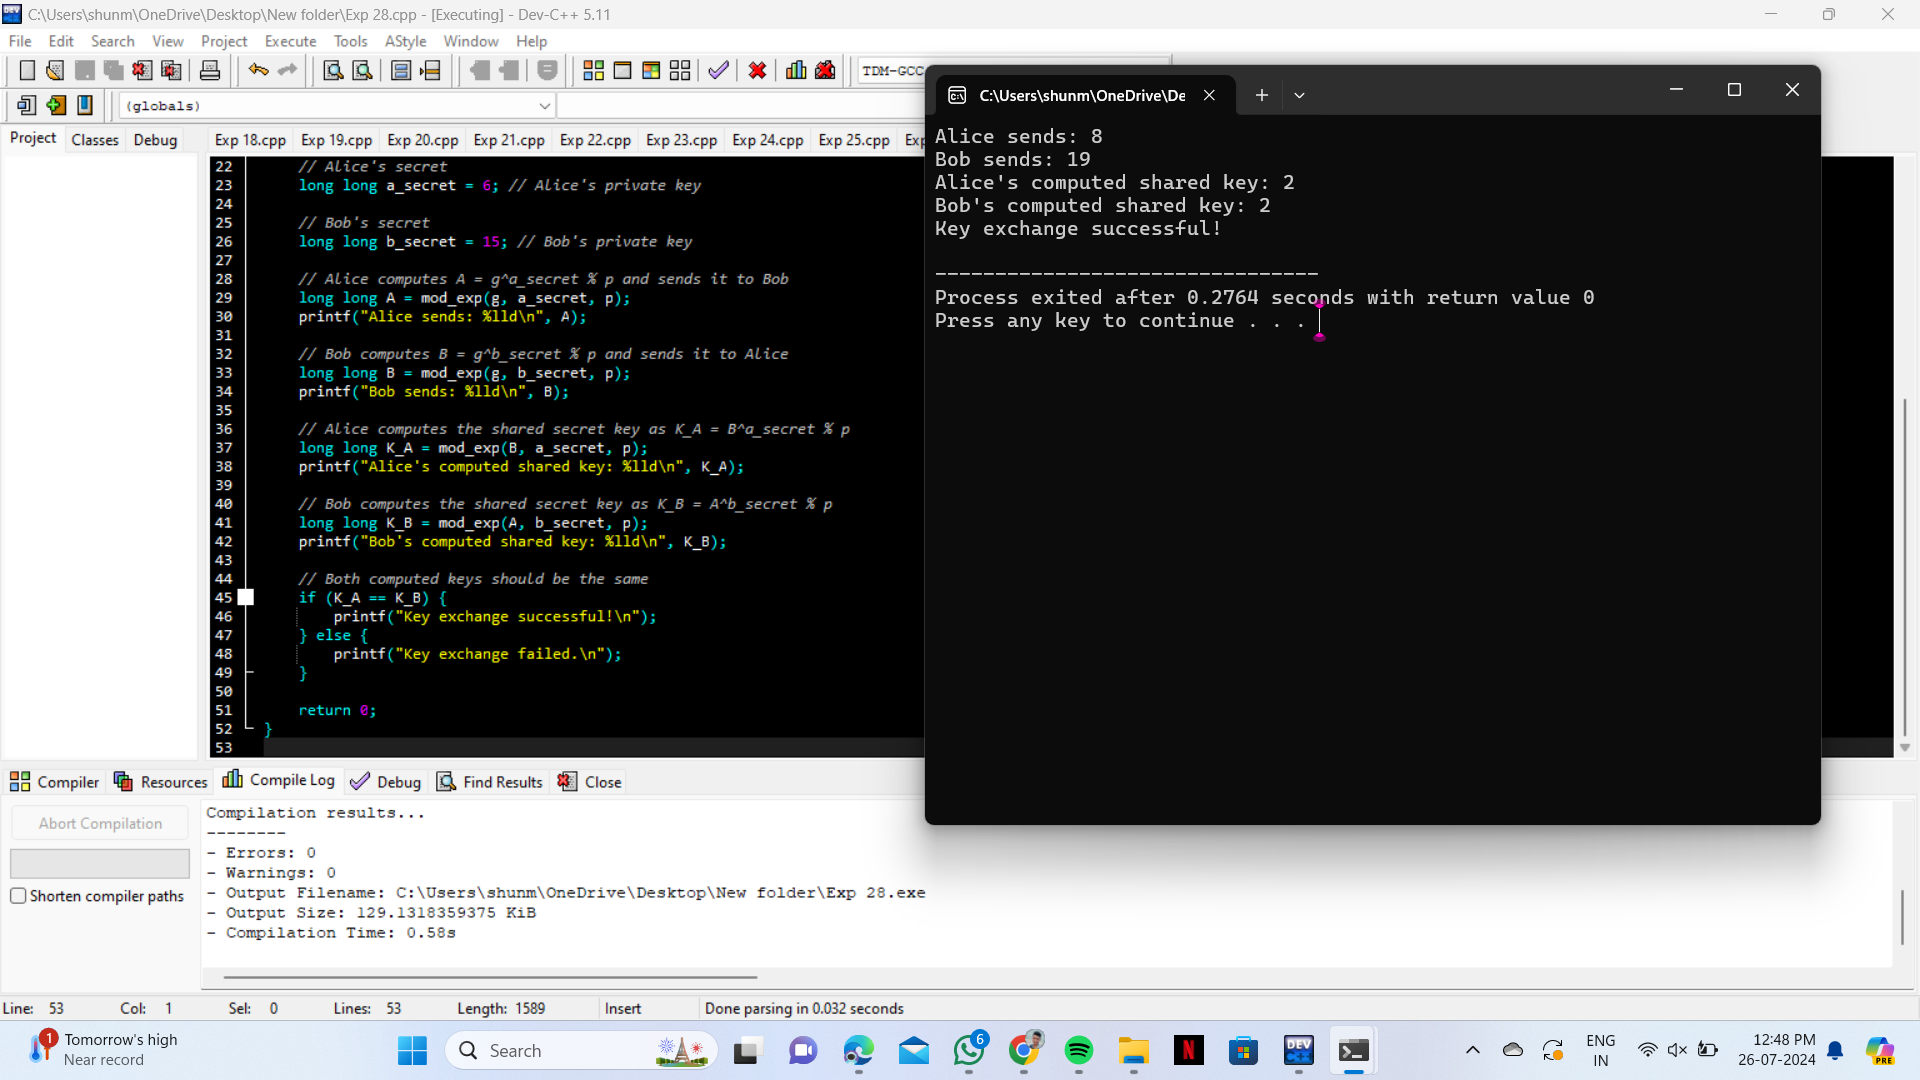 C:\Users\shunm\OneDrive\Desktop\New folder\Exp 28.cpp - [Executing] - Dev-C++ 5.11
File Edit Search View Project Execute Tools AStyle Window Help
TDM-GCC
(globals)
Project Classes Debug
Exp 18.cpp Exp 19.cpp Exp 20.cpp Exp 21.cpp Exp 22.cpp Exp 23.cpp Exp 24.cpp Exp 25.cpp
22 // Alice's secret
23 long long a_secret = 6; // Alice's private key
24
25 // Bob's secret
26 long long b_secret = 15; // Bob's private key
27
28 // Alice computes A = g^a_secret % p and sends it to Bob
29 long long A = mod_exp(g, a_secret, p);
30 printf("Alice sends: %lld\n", A);
31
32 // Bob computes B = g^b_secret % p and sends it to Alice
33 long long B = mod_exp(g, b_secret, p);
34 printf("Bob sends: %lld\n", B);
35
36 // Alice computes the shared secret key as K_A = B^a_secret % p
37 long long K_A = mod_exp(B, a_secret, p);
38 printf("Alice's computed shared key: %lld\n", K_A);
39
40 // Bob computes the shared secret key as K_B = A^b_secret % p
41 long long K_B = mod_exp(A, b_secret, p);
42 printf("Bob's computed shared key: %lld\n", K_B);
43
44 // Both computed keys should be the same
45 if (K_A == K_B) {
46 printf("Key exchange successful!\n");
47 } else {
48 printf("Key exchange failed.\n");
49 }
50
51 return 0;
52 }
53
C:\Users\shunm\OneDrive\De
Alice sends: 8
Bob sends: 19
Alice's computed shared key: 2
Bob's computed shared key: 2
Key exchange successful!
--------------------------------
Process exited after 0.2764 seconds with return value 0
Press any key to continue . . .
Compiler Resources Compile Log Debug Find Results Close
Abort Compilation
Shorten compiler paths
Compilation results...
--------
- Errors: 0
- Warnings: 0
- Output Filename: C:\Users\shunm\OneDrive\Desktop\New folder\Exp 28.exe
- Output Size: 129.1318359375 KiB
- Compilation Time: 0.58s
Line: 53 Col: 1 Sel: 0 Lines: 53 Length: 1589 Insert Done parsing in 0.032 seconds
1 Tomorrow's high
Near record
Search
6
N
DEV
C++
ENG
IN
12:48 PM
26-07-2024
PRE